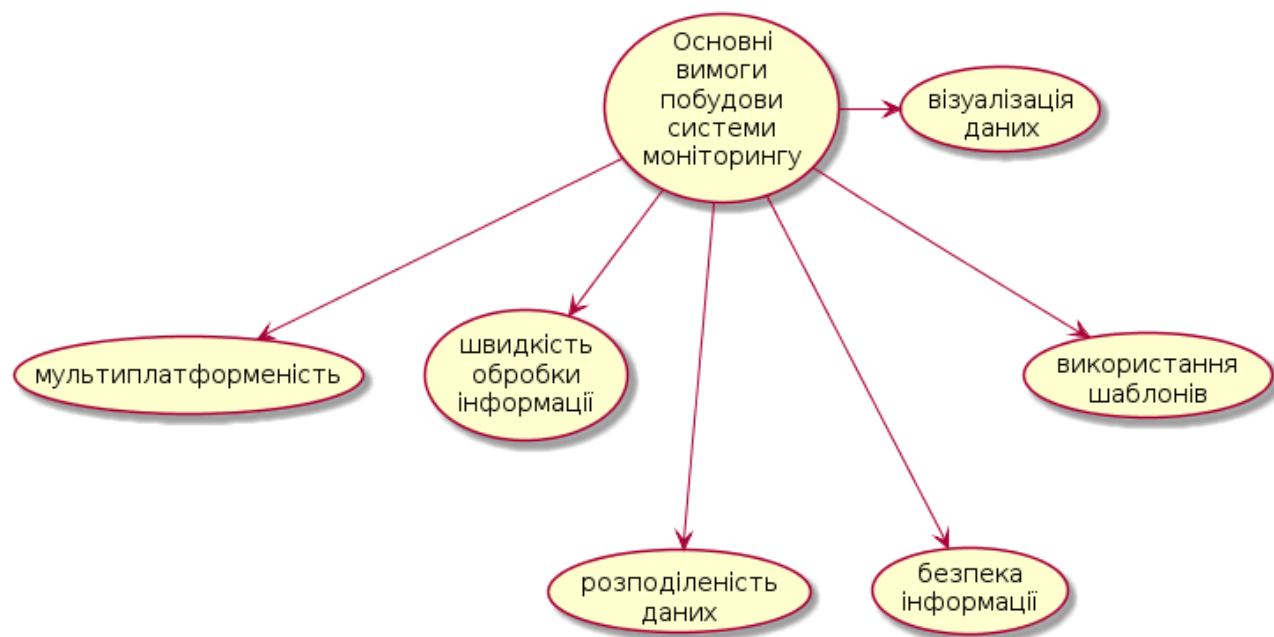 Основні
вимоги
побудови
системи
моніторингу
візуалізація
даних
мультиплатформеність
швидкість
обробки
інформації
використання
шаблонів
розподіленість
даних
безпека
інформації